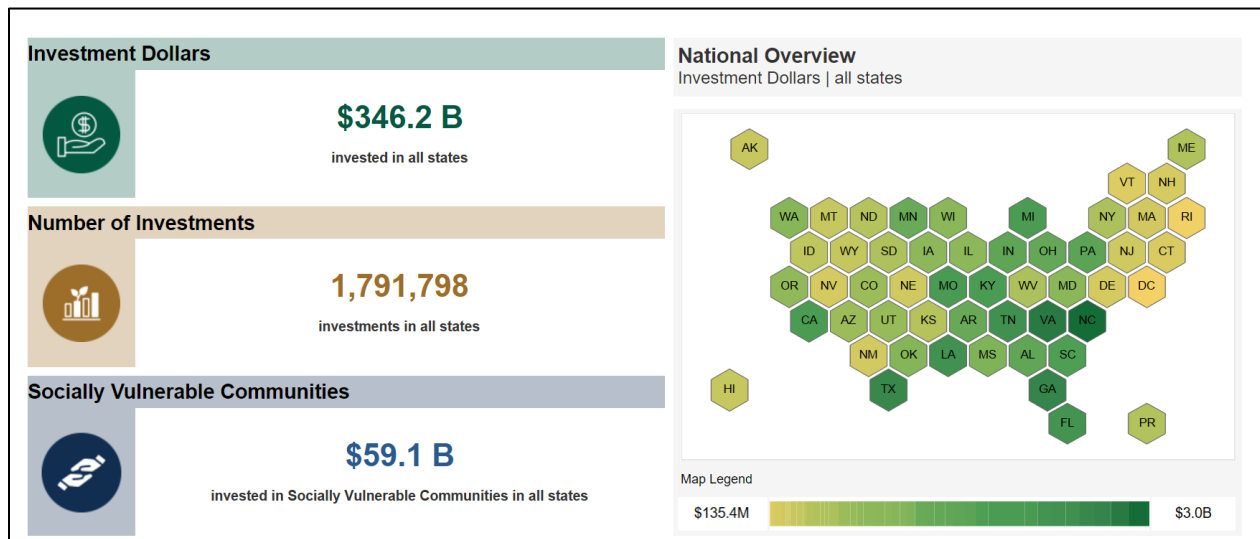 Investment Dollars
$346.2 B
invested in all states
Number of Investments
1,791,798
investments in all states
Socially Vulnerable Communities
$59.1 B
invested in Socially Vulnerable Communities in all states
National Overview
Investment Dollars | all states
AK ME
VT NH
WA MT ND MN WI MI NY MA RI
ID WY SD IA IL IN OH PA NJ CT
OR NV CO NE MO KY WV MD DE DC
CA AZ UT KS AR TN VA NC
NM OK LA MS AL SC
HI TX GA
FL PR
Map Legend
$135.4M $3.0B